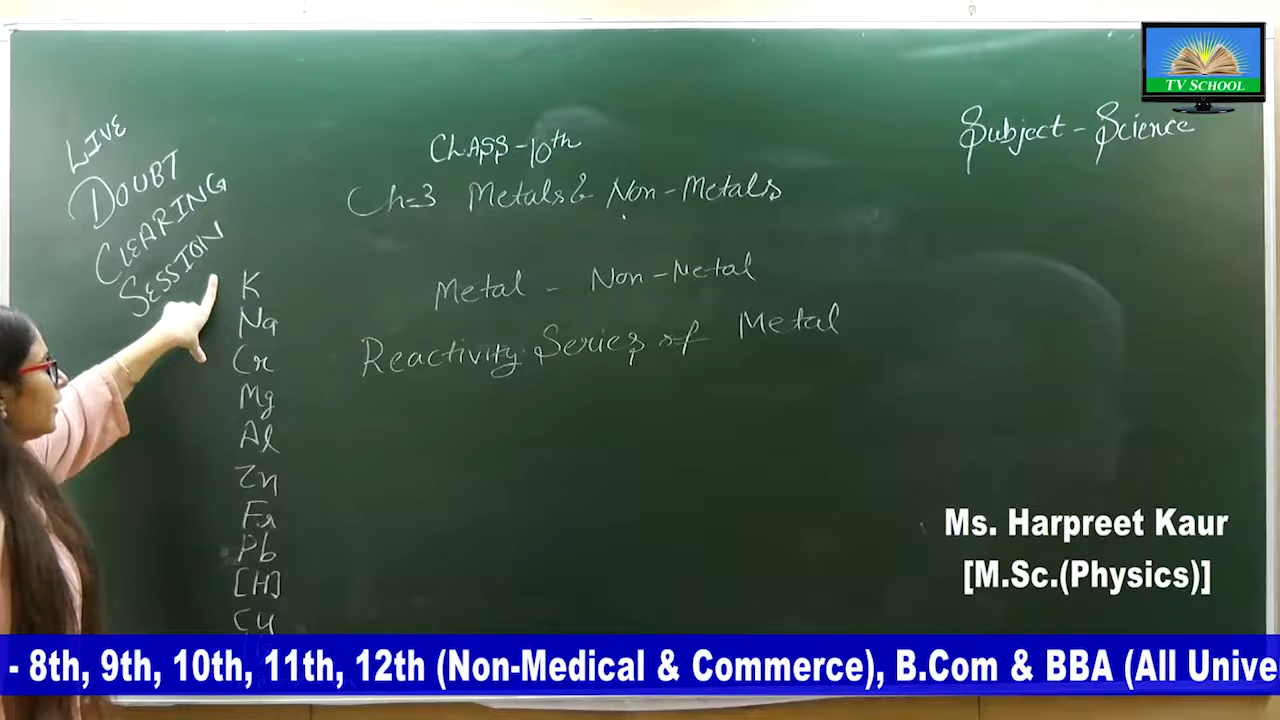 TV SCHOOL
LIVE
DOUBT
CLEARING
SESSION
CLASS-10th
Subject - Science
Ch=3 Metals & Non-Metals
Metal - Non-Metal
Reactivity Series of Metal
K
Na
Cr
Mg
Al
Zn
Fr
Pb
[H]
Cu
Ms. Harpreet Kaur
[M.Sc.(Physics)]
- 8th, 9th, 10th, 11th, 12th (Non-Medical & Commerce), B.Com & BBA (All Unive